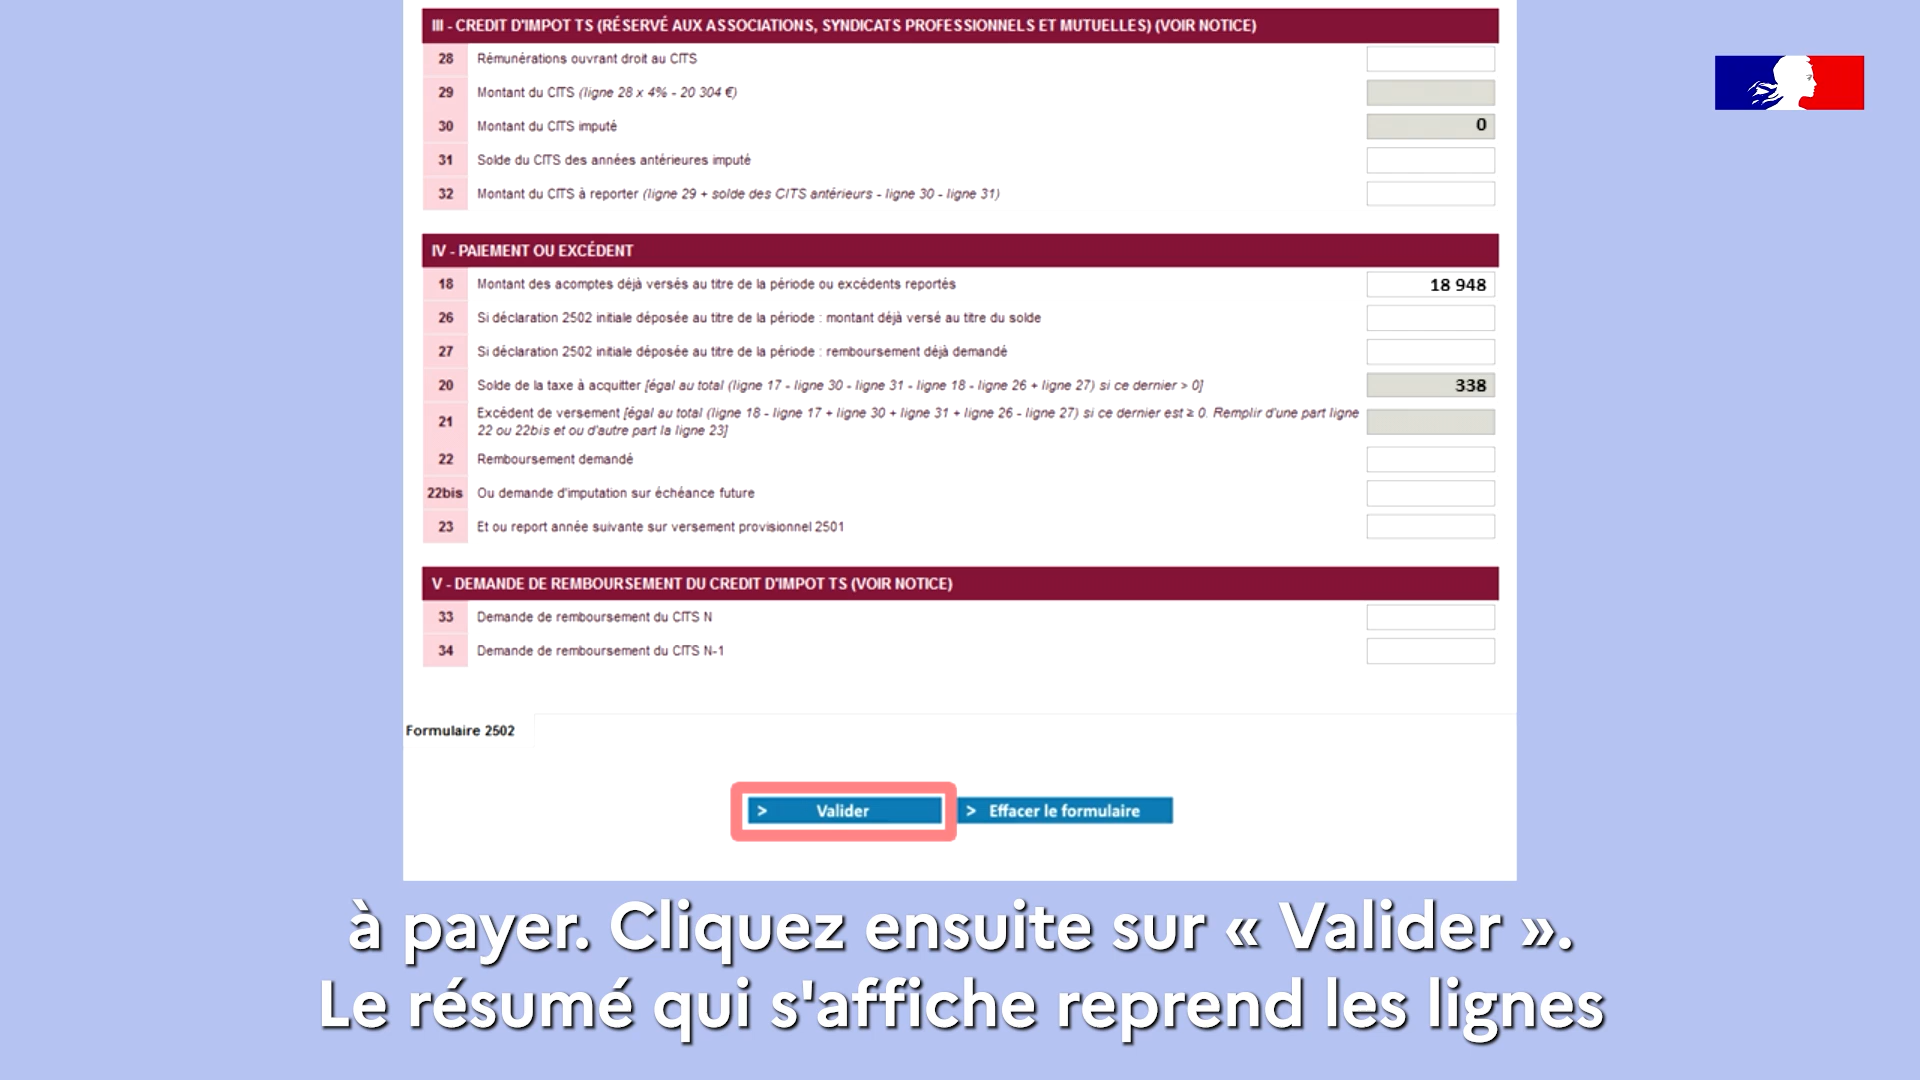 III - CREDIT D'IMPOT TS (RÉSERVÉ AUX ASSOCIATIONS, SYNDICATS PROFESSIONNELS ET MUTUELLES) (VOIR NOTICE)
28 Rémunérations ouvrant droit au CITS
29 Montant du CITS (ligne 28 x 4% - 20 304 €)
30 Montant du CITS imputé 0
31 Solde du CITS des années antérieures imputé
32 Montant du CITS à reporter (ligne 29 + solde des CITS antérieurs - ligne 30 - ligne 31)
IV - PAIEMENT OU EXCÉDENT
18 Montant des acomptes déjà versés au titre de la période ou excédents reportés 18 948
26 Si déclaration 2502 initiale déposée au titre de la période : montant déjà versé au titre du solde
27 Si déclaration 2502 initiale déposée au titre de la période : remboursement déjà demandé
20 Solde de la taxe à acquitter [égal au total (ligne 17 - ligne 30 - ligne 31 - ligne 18 - ligne 26 + ligne 27) si ce dernier > 0] 338
21 Excédent de versement [égal au total (ligne 18 - ligne 17 + ligne 30 + ligne 31 + ligne 26 - ligne 27) si ce dernier est ≥ 0. Remplir d'une part ligne
22 ou 22bis et ou d'autre part la ligne 23]
22 Remboursement demandé
22bis Ou demande d'imputation sur échéance future
23 Et ou report année suivante sur versement provisionnel 2501
V - DEMANDE DE REMBOURSEMENT DU CREDIT D'IMPOT TS (VOIR NOTICE)
33 Demande de remboursement du CITS N
34 Demande de remboursement du CITS N-1
Formulaire 2502
> Valider > Effacer le formulaire
à payer. Cliquez ensuite sur « Valider ».
Le résumé qui s'affiche reprend les lignes